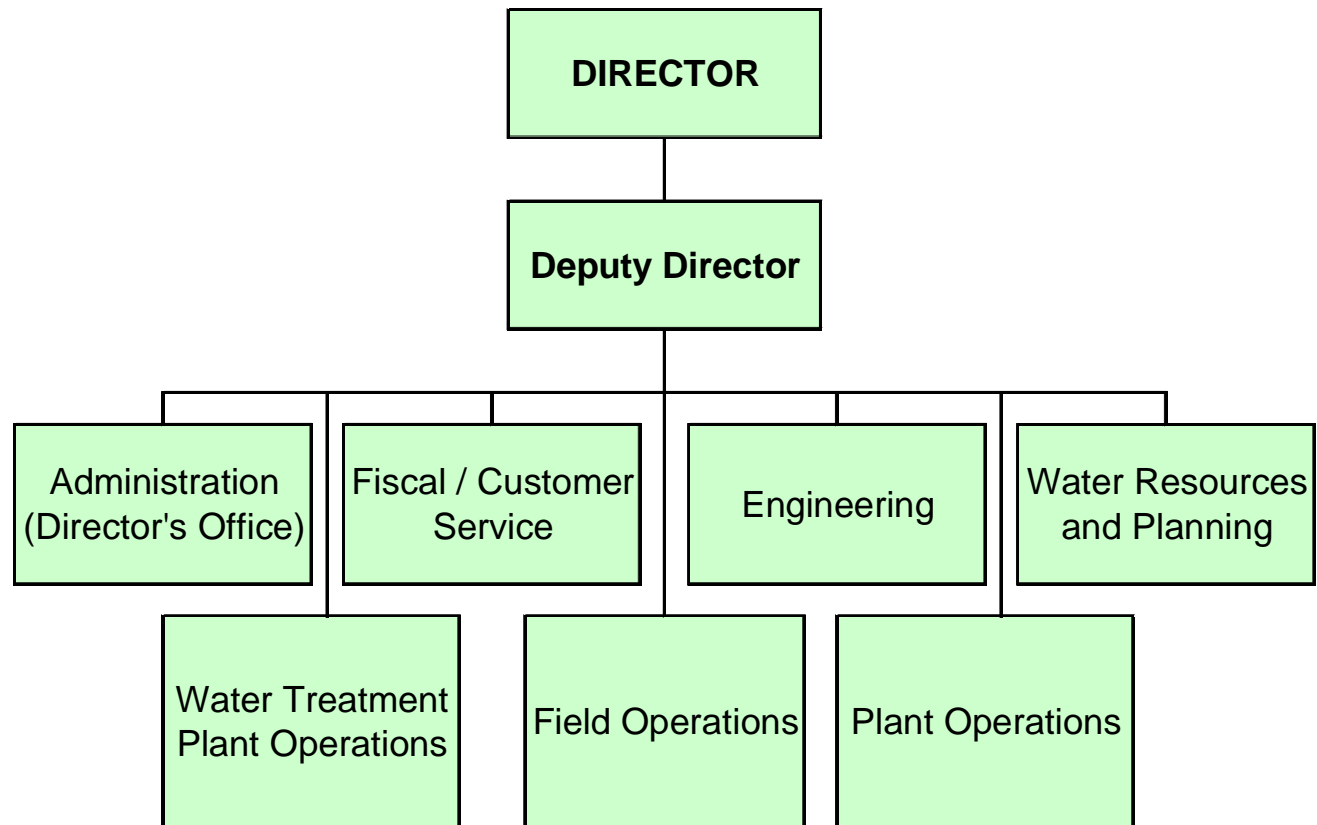 DIRECTOR
Deputy Director
Administration
(Director's Office)
Fiscal / Customer
Service
Engineering
Water Resources
and Planning
Water Treatment
Plant Operations
Field Operations
Plant Operations